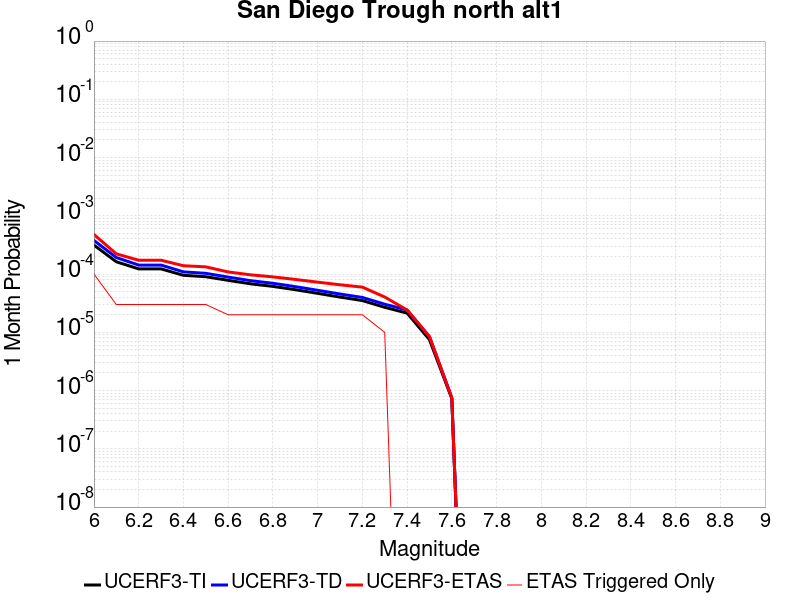 San Diego Trough north alt1
10^0
10^-1
10^-2
10^-3
10^-4
10^-5
10^-6
10^-7
10^-8
1 Month Probability
6 6.2 6.4 6.6 6.8 7 7.2 7.4 7.6 7.8 8 8.2 8.4 8.6 8.8 9
Magnitude
UCERF3-TI UCERF3-TD UCERF3-ETAS ETAS Triggered Only